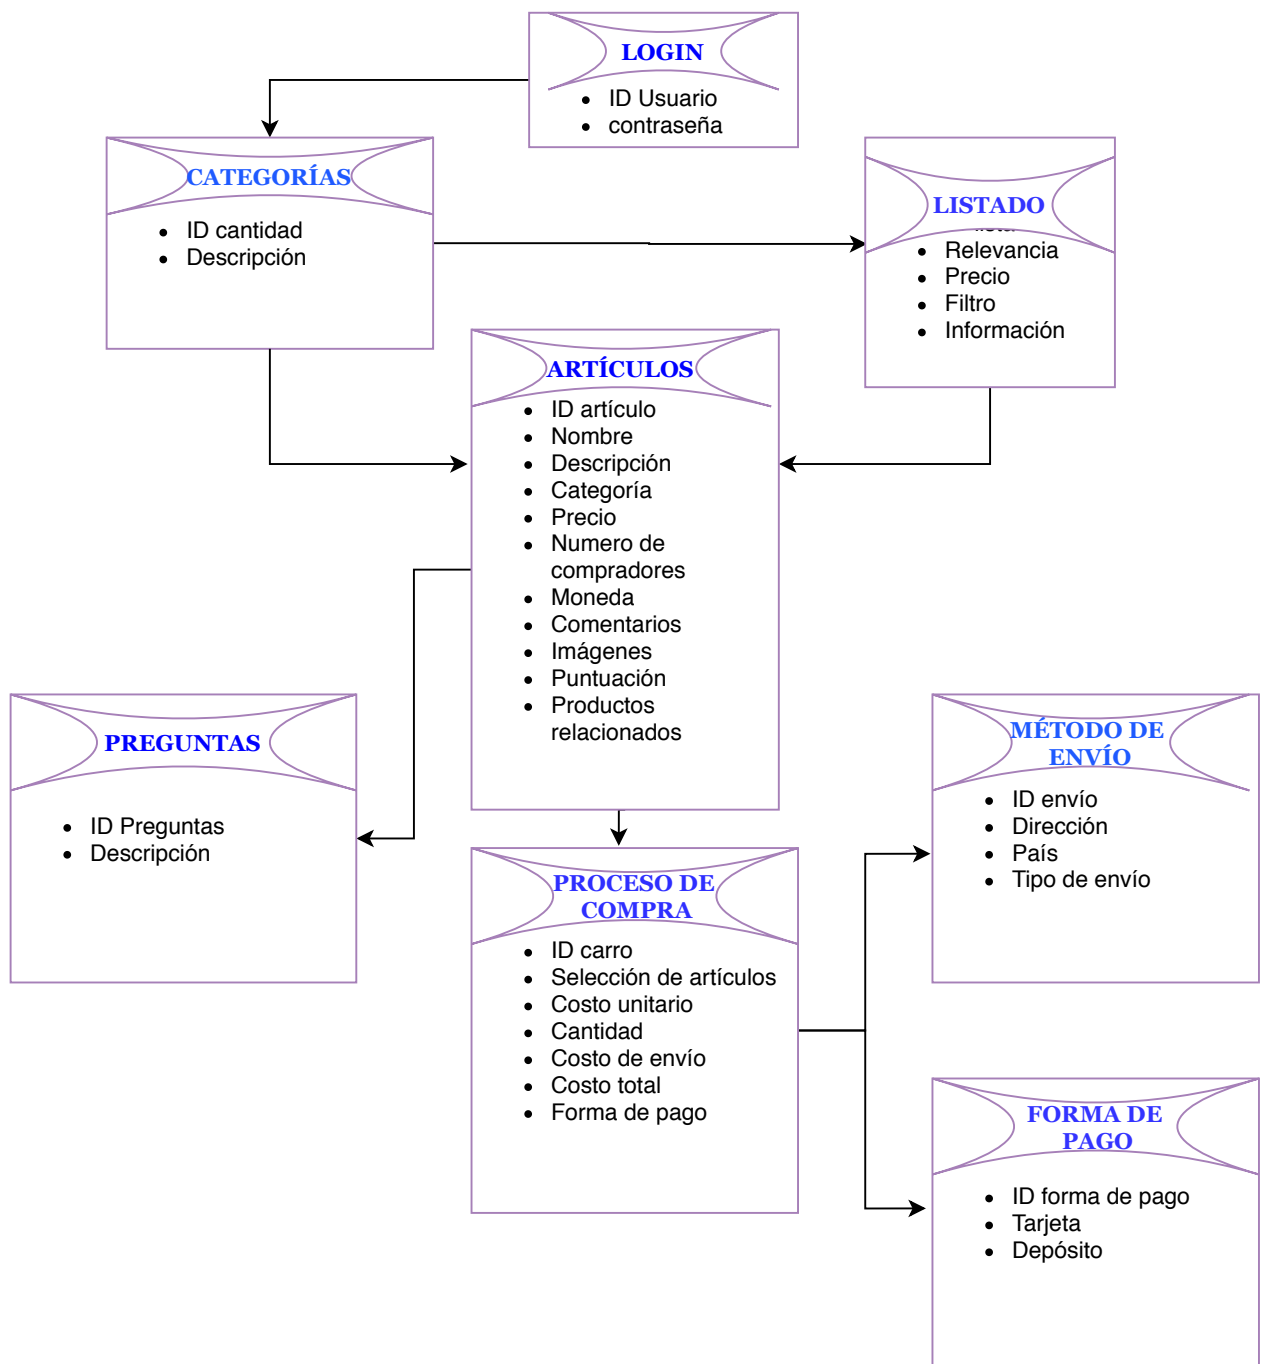 LOGIN
• ID Usuario
• contraseña
CATEGORÍAS
• ID cantidad
• Descripción
LISTADO
• Relevancia
• Precio
• Filtro
• Información
ARTÍCULOS
• ID artículo
• Nombre
• Descripción
• Categoría
• Precio
• Numero de
compradores
• Moneda
• Comentarios
• Imágenes
• Puntuación
• Productos
relacionados
PREGUNTAS
• ID Preguntas
• Descripción
MÉTODO DE
ENVÍO
• ID envío
• Dirección
• País
• Tipo de envío
PROCESO DE
COMPRA
• ID carro
• Selección de artículos
• Costo unitario
• Cantidad
• Costo de envío
• Costo total
• Forma de pago
FORMA DE
PAGO
• ID forma de pago
• Tarjeta
• Depósito